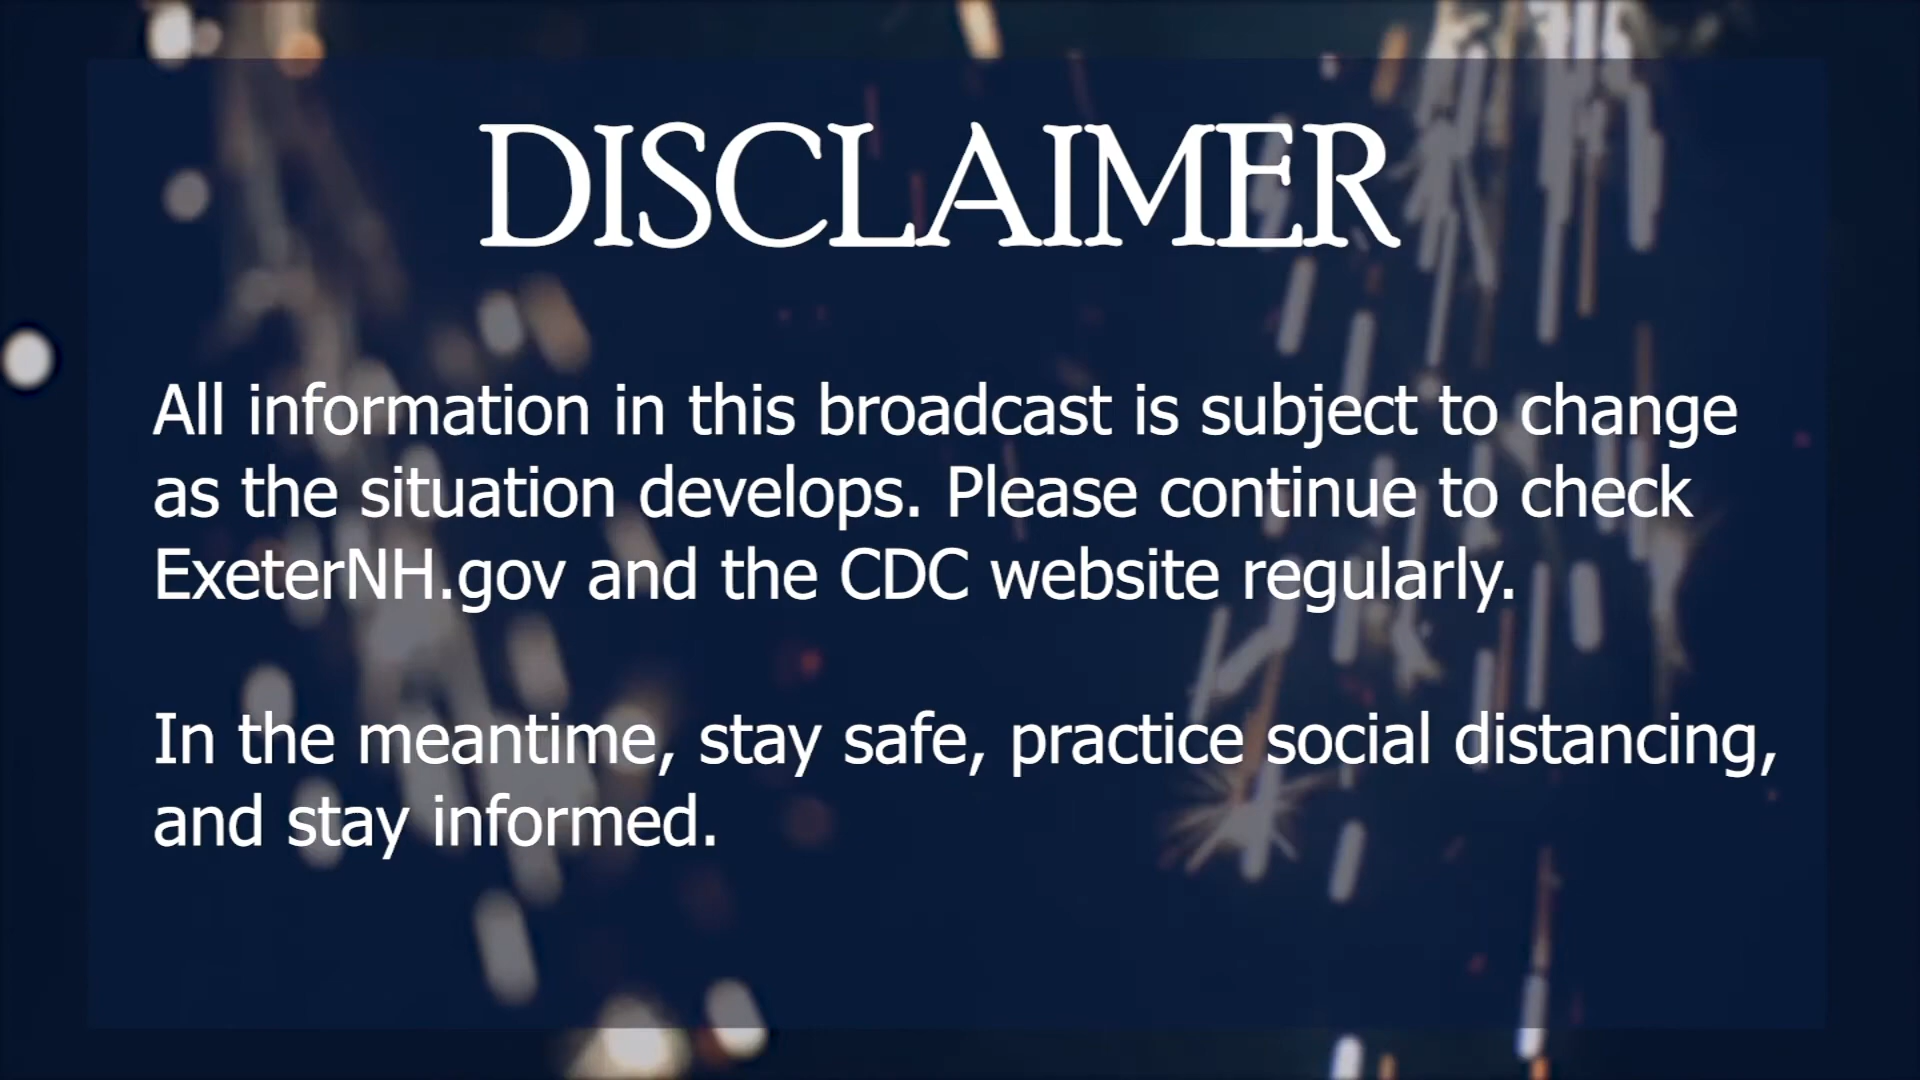 DISCLAIMER
All information in this broadcast is subject to change
as the situation develops. Please continue to check
ExeterNH.gov and the CDC website regularly.
In the meantime, stay safe, practice social distancing,
and stay informed.